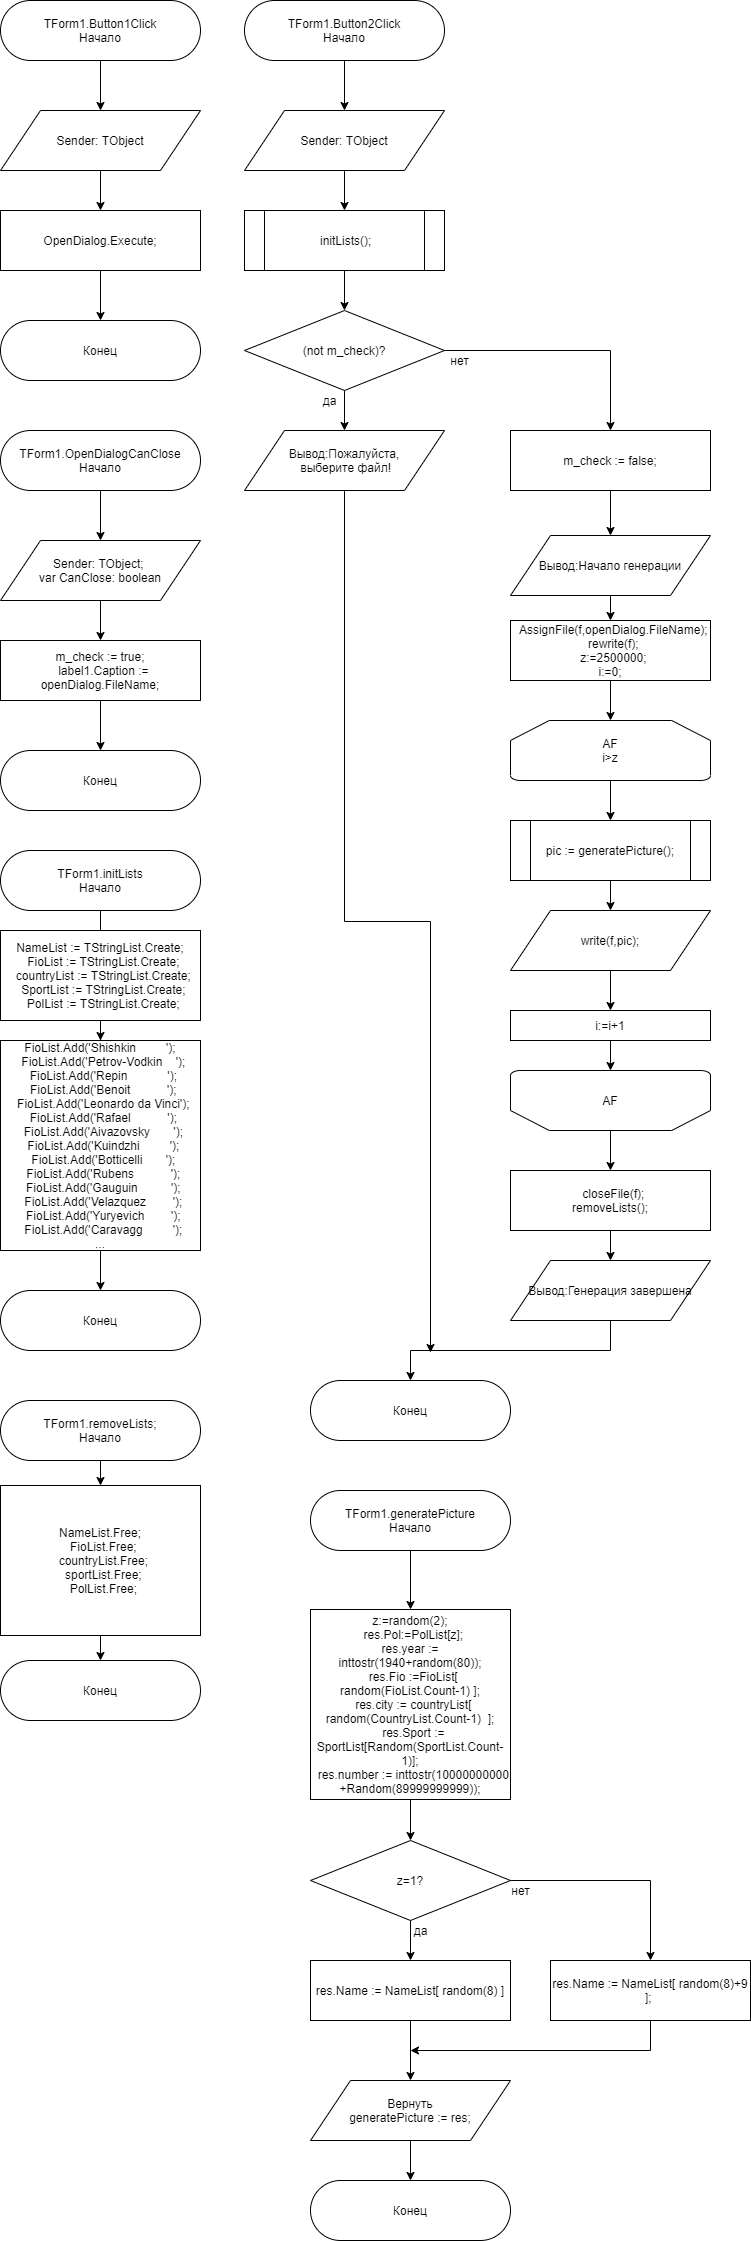 TForm1.Button1Click
Начало
Sender: TObject
OpenDialog.Execute;
Конец
TForm1.OpenDialogCanClose
Начало
Sender: TObject;
var CanClose: boolean
m_check := true;
label1.Caption :=
openDialog.FileName;
Конец
TForm1.initLists
Начало
NameList := TStringList.Create;
FioList := TStringList.Create;
countryList := TStringList.Create;
SportList := TStringList.Create;
PolList := TStringList.Create;
FioList.Add('Shishkin         ');
FioList.Add('Petrov-Vodkin    ');
FioList.Add('Repin            ');
FioList.Add('Benoit           ');
FioList.Add('Leonardo da Vinci');
FioList.Add('Rafael           ');
FioList.Add('Aivazovsky       ');
FioList.Add('Kuindzhi         ');
FioList.Add('Botticelli       ');
FioList.Add('Rubens           ');
FioList.Add('Gauguin          ');
FioList.Add('Velazquez        ');
FioList.Add('Yuryevich        ');
FioList.Add('Caravagg         ');
...
Конец
TForm1.removeLists;
Начало
NameList.Free;
FioList.Free;
countryList.Free;
sportList.Free;
PolList.Free;
Конец
TForm1.Button2Click
Начало
Sender: TObject
initLists();
(not m_check)?
нет
да
Вывод:Пожалуйста,
выберите файл!
m_check := false;
Вывод:Начало генерации
AssignFile(f,openDialog.FileName);
rewrite(f);
z:=2500000;
i:=0;
AF
i>z
pic := generatePicture();
write(f,pic);
i:=i+1
AF
closeFile(f);
removeLists();
Вывод:Генерация завершена
Конец
TForm1.generatePicture
Начало
z:=random(2);
res.Pol:=PolList[z];
res.year :=
inttostr(1940+random(80));
res.Fio :=FioList[
random(FioList.Count-1) ];
res.city := countryList[
random(CountryList.Count-1)  ];
res.Sport :=
SportList[Random(SportList.Count-
1)];
res.number := inttostr(10000000000
+Random(89999999999));
z=1?
нет
да
res.Name := NameList[ random(8) ]
res.Name := NameList[ random(8)+9
];
Вернуть
generatePicture := res;
Конец